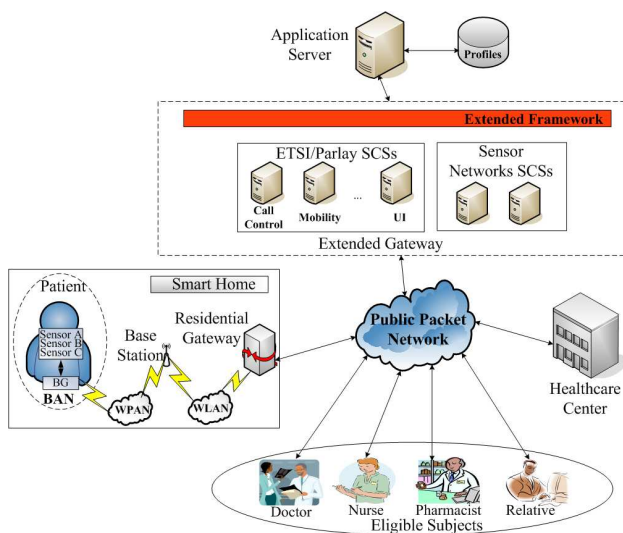 Application
Server
Profiles
Extended Framework
ETSI/Parlay SCSs
Call
Control
Mobility
...
UI
Sensor
Networks SCSs
Extended Gateway
Patient
Smart Home
Sensor A
Sensor B
Sensor C
BG
BAN
Base
Station
Residential
Gateway
WPAN
WLAN
Public Packet
Network
Healthcare
Center
Doctor
Nurse
Pharmacist
Relative
Eligible Subjects